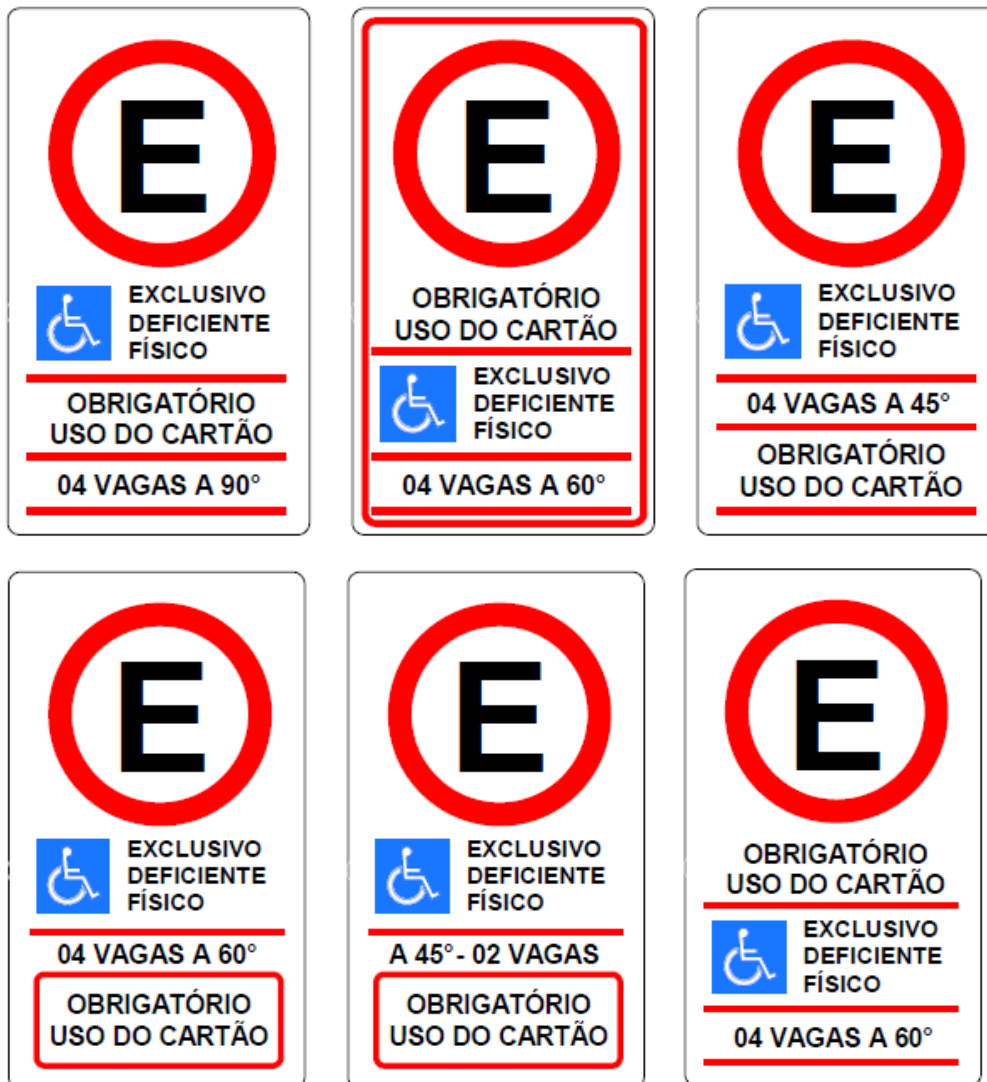 E
EXCLUSIVO
DEFICIENTE
FÍSICO
OBRIGATÓRIO
USO DO CARTÃO
04 VAGAS A 90°
E
OBRIGATÓRIO
USO DO CARTÃO
EXCLUSIVO
DEFICIENTE
FÍSICO
04 VAGAS A 60°
E
EXCLUSIVO
DEFICIENTE
FÍSICO
04 VAGAS A 45°
OBRIGATÓRIO
USO DO CARTÃO
E
EXCLUSIVO
DEFICIENTE
FÍSICO
04 VAGAS A 60°
OBRIGATÓRIO
USO DO CARTÃO
E
EXCLUSIVO
DEFICIENTE
FÍSICO
A 45° - 02 VAGAS
OBRIGATÓRIO
USO DO CARTÃO
E
OBRIGATÓRIO
USO DO CARTÃO
EXCLUSIVO
DEFICIENTE
FÍSICO
04 VAGAS A 60°